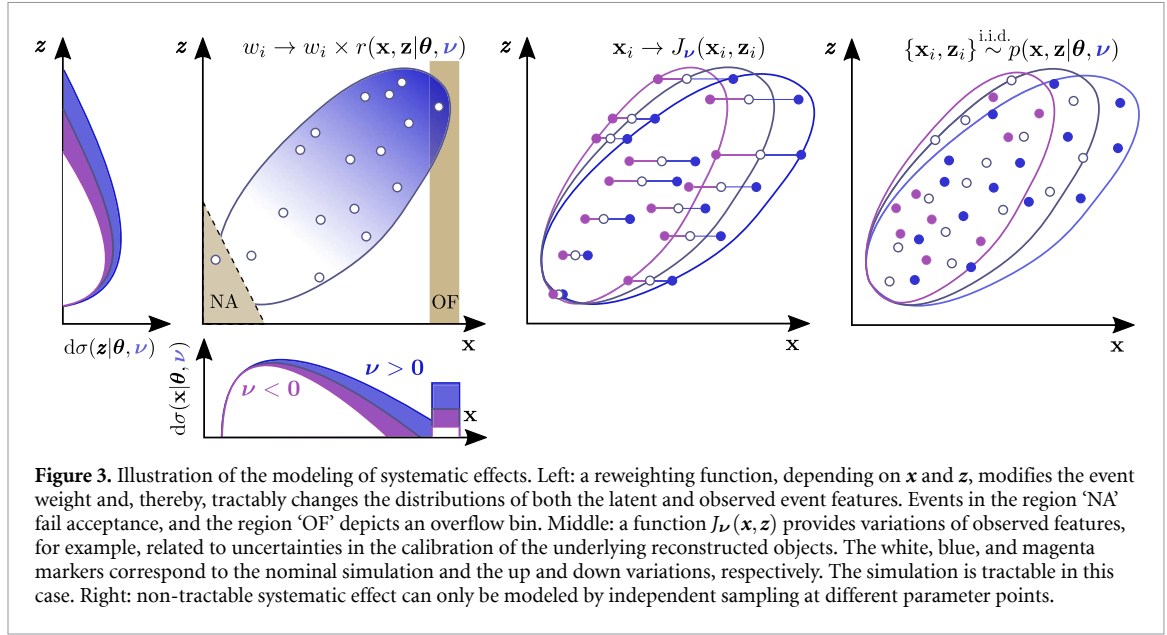 z
z
w_i → w_i × r(x, z|θ, ν)
z
x_i → J_ν(x_i, z_i)
z
{x_i, z_i} i.i.d. ∼ p(x, z|θ, ν)
NA
OF
dσ(z|θ, ν)
x
x
x
dσ(x|θ, ν)
ν < 0
ν > 0
x
Figure 3. Illustration of the modeling of systematic effects. Left: a reweighting function, depending on x and z, modifies the event
weight and, thereby, tractably changes the distributions of both the latent and observed event features. Events in the region ‘NA’
fail acceptance, and the region ‘OF’ depicts an overflow bin. Middle: a function J_ν(x, z) provides variations of observed features,
for example, related to uncertainties in the calibration of the underlying reconstructed objects. The white, blue, and magenta
markers correspond to the nominal simulation and the up and down variations, respectively. The simulation is tractable in this
case. Right: non-tractable systematic effect can only be modeled by independent sampling at different parameter points.